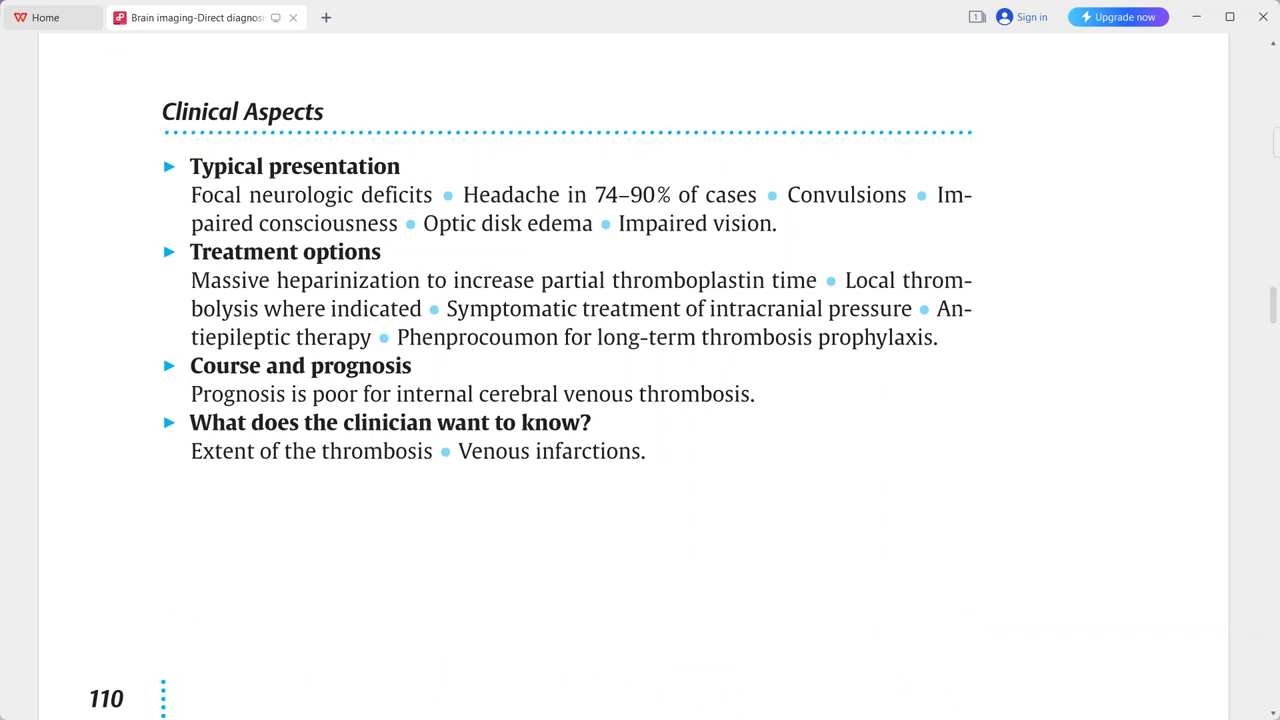 Home
Brain imaging-Direct diagnosi
1
Sign in
Upgrade now
Clinical Aspects
Typical presentation
Focal neurologic deficits • Headache in 74–90% of cases • Convulsions • Im-
paired consciousness • Optic disk edema • Impaired vision.
Treatment options
Massive heparinization to increase partial thromboplastin time • Local throm-
bolysis where indicated • Symptomatic treatment of intracranial pressure • An-
tiepileptic therapy • Phenprocoumon for long-term thrombosis prophylaxis.
Course and prognosis
Prognosis is poor for internal cerebral venous thrombosis.
What does the clinician want to know?
Extent of the thrombosis • Venous infarctions.
110